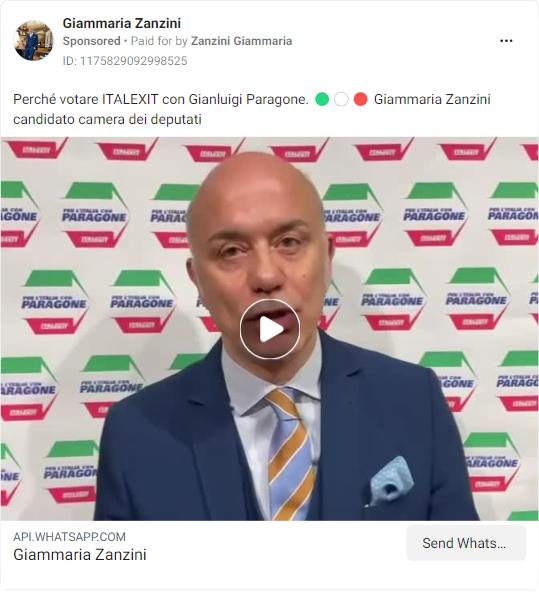 Giammaria Zanzini
Sponsored • Paid for by Zanzini Giammaria
ID: 1175829092998525
Perché votare ITALEXIT con Gianluigi Paragone. Giammaria Zanzini
candidato camera dei deputati
PER L'ITALIA CON
PARAGONE
ITALEXIT
API.WHATSAPP.COM
Giammaria Zanzini
Send Whats...